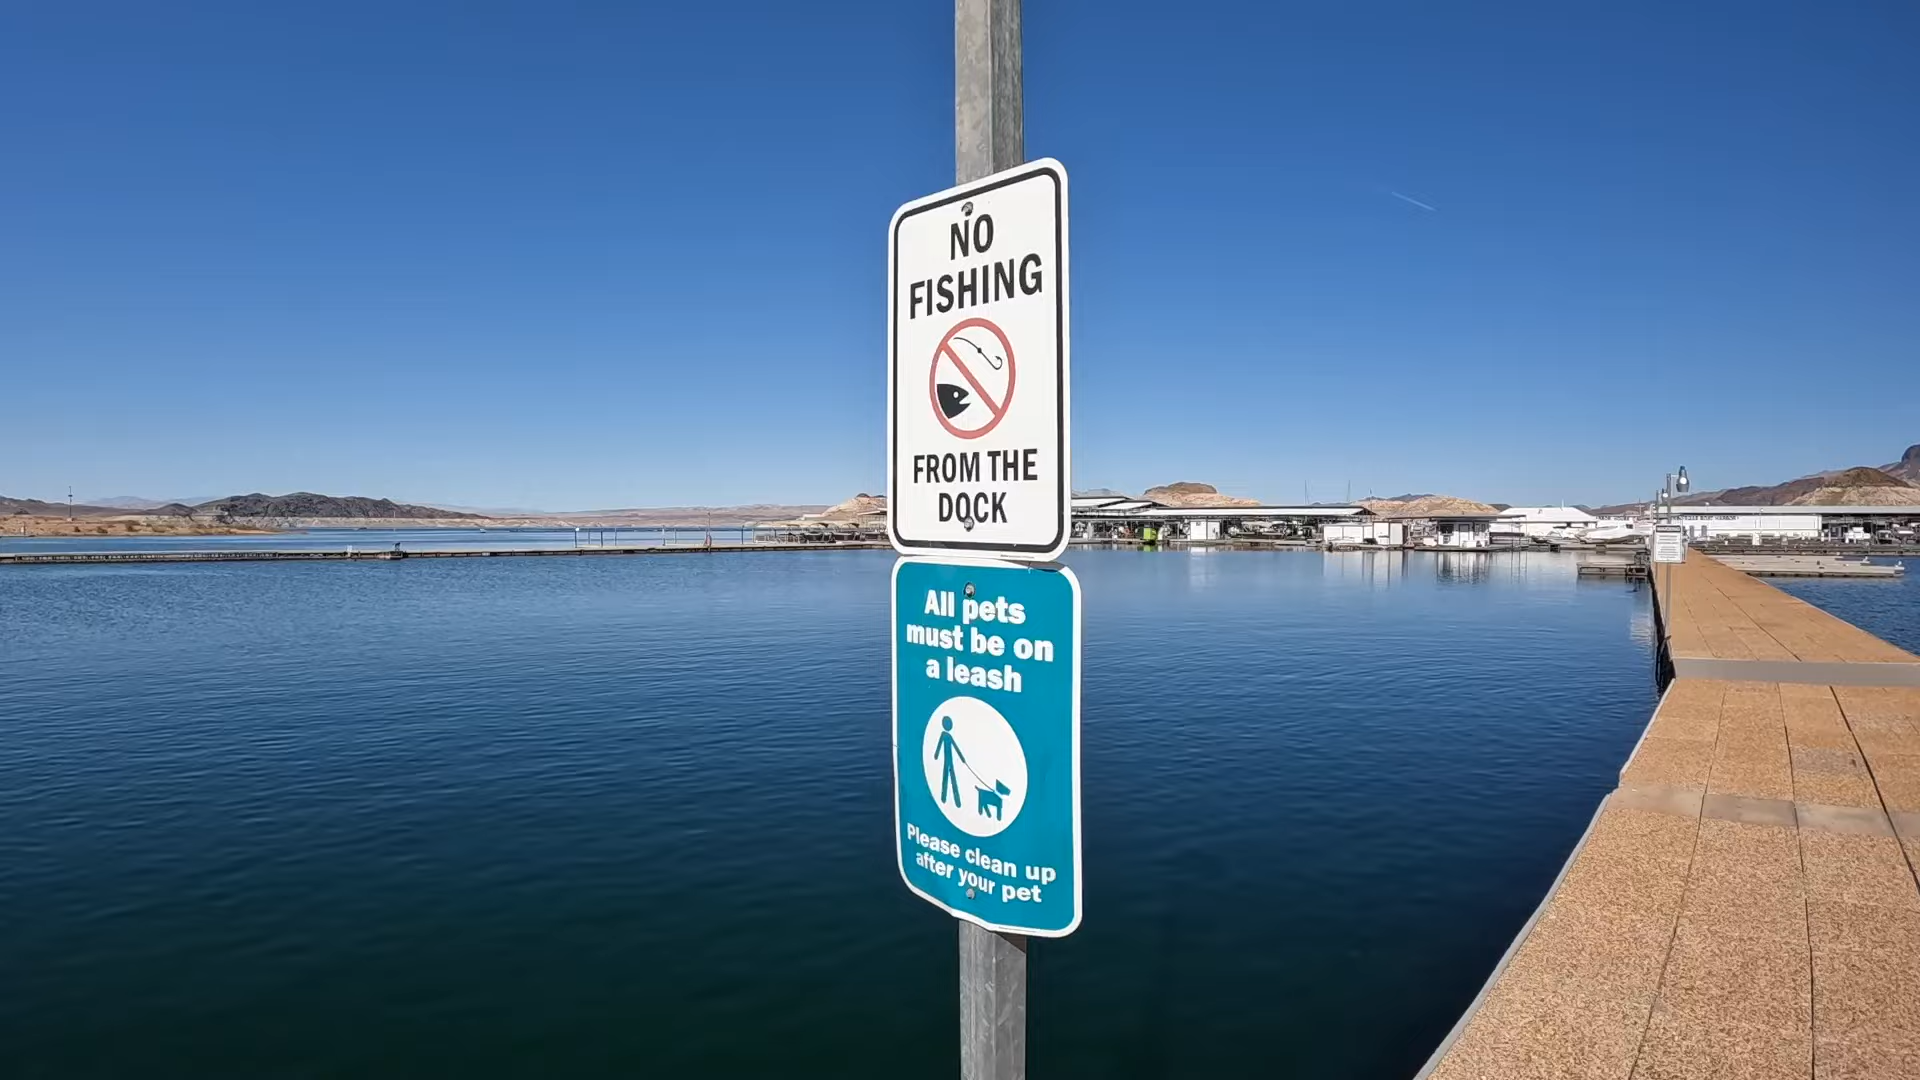 NO
FISHING
FROM THE
DOCK
All pets
must be on
a leash
Please clean up
after your pet